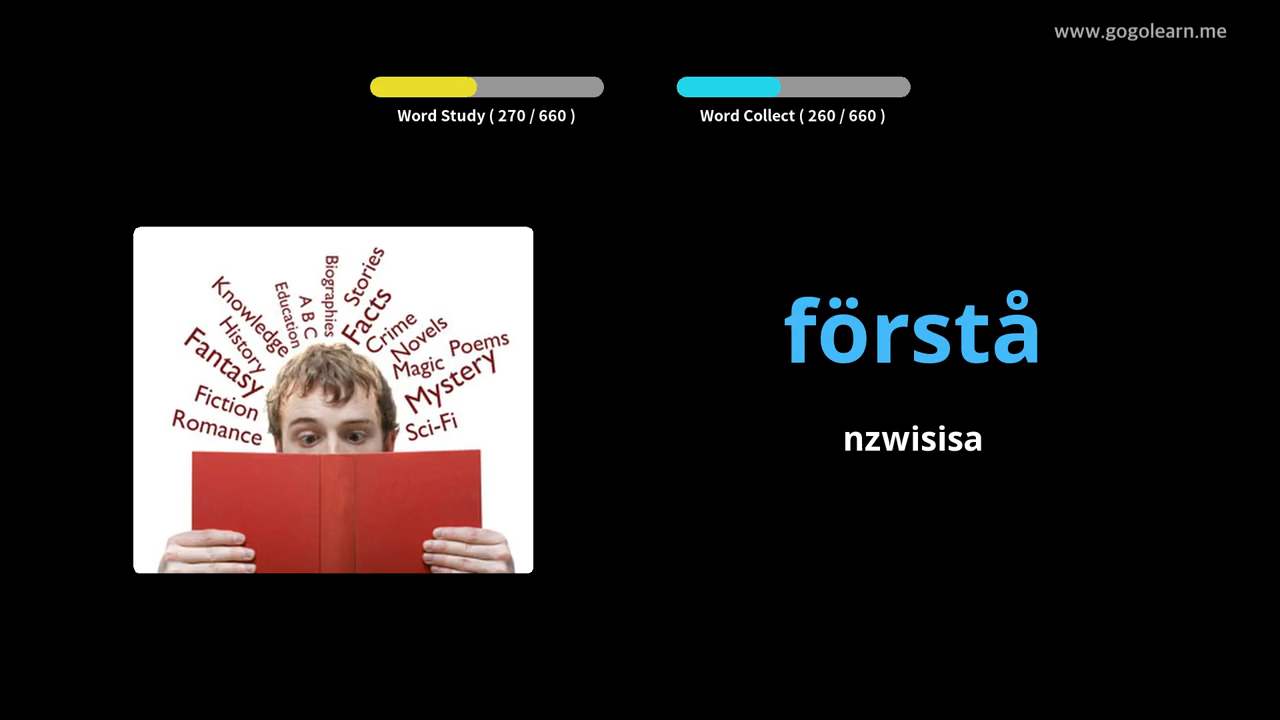 www.gogolearn.me
Word Study ( 270 / 660 )
Word Collect ( 260 / 660 )
Biographies
Stories
Education
A B C
Facts
Knowledge
Crime
History
Novels
Fantasy
Magic
Poems
Mystery
Fiction
Romance
Sci-Fi
förstå
nzwisisa